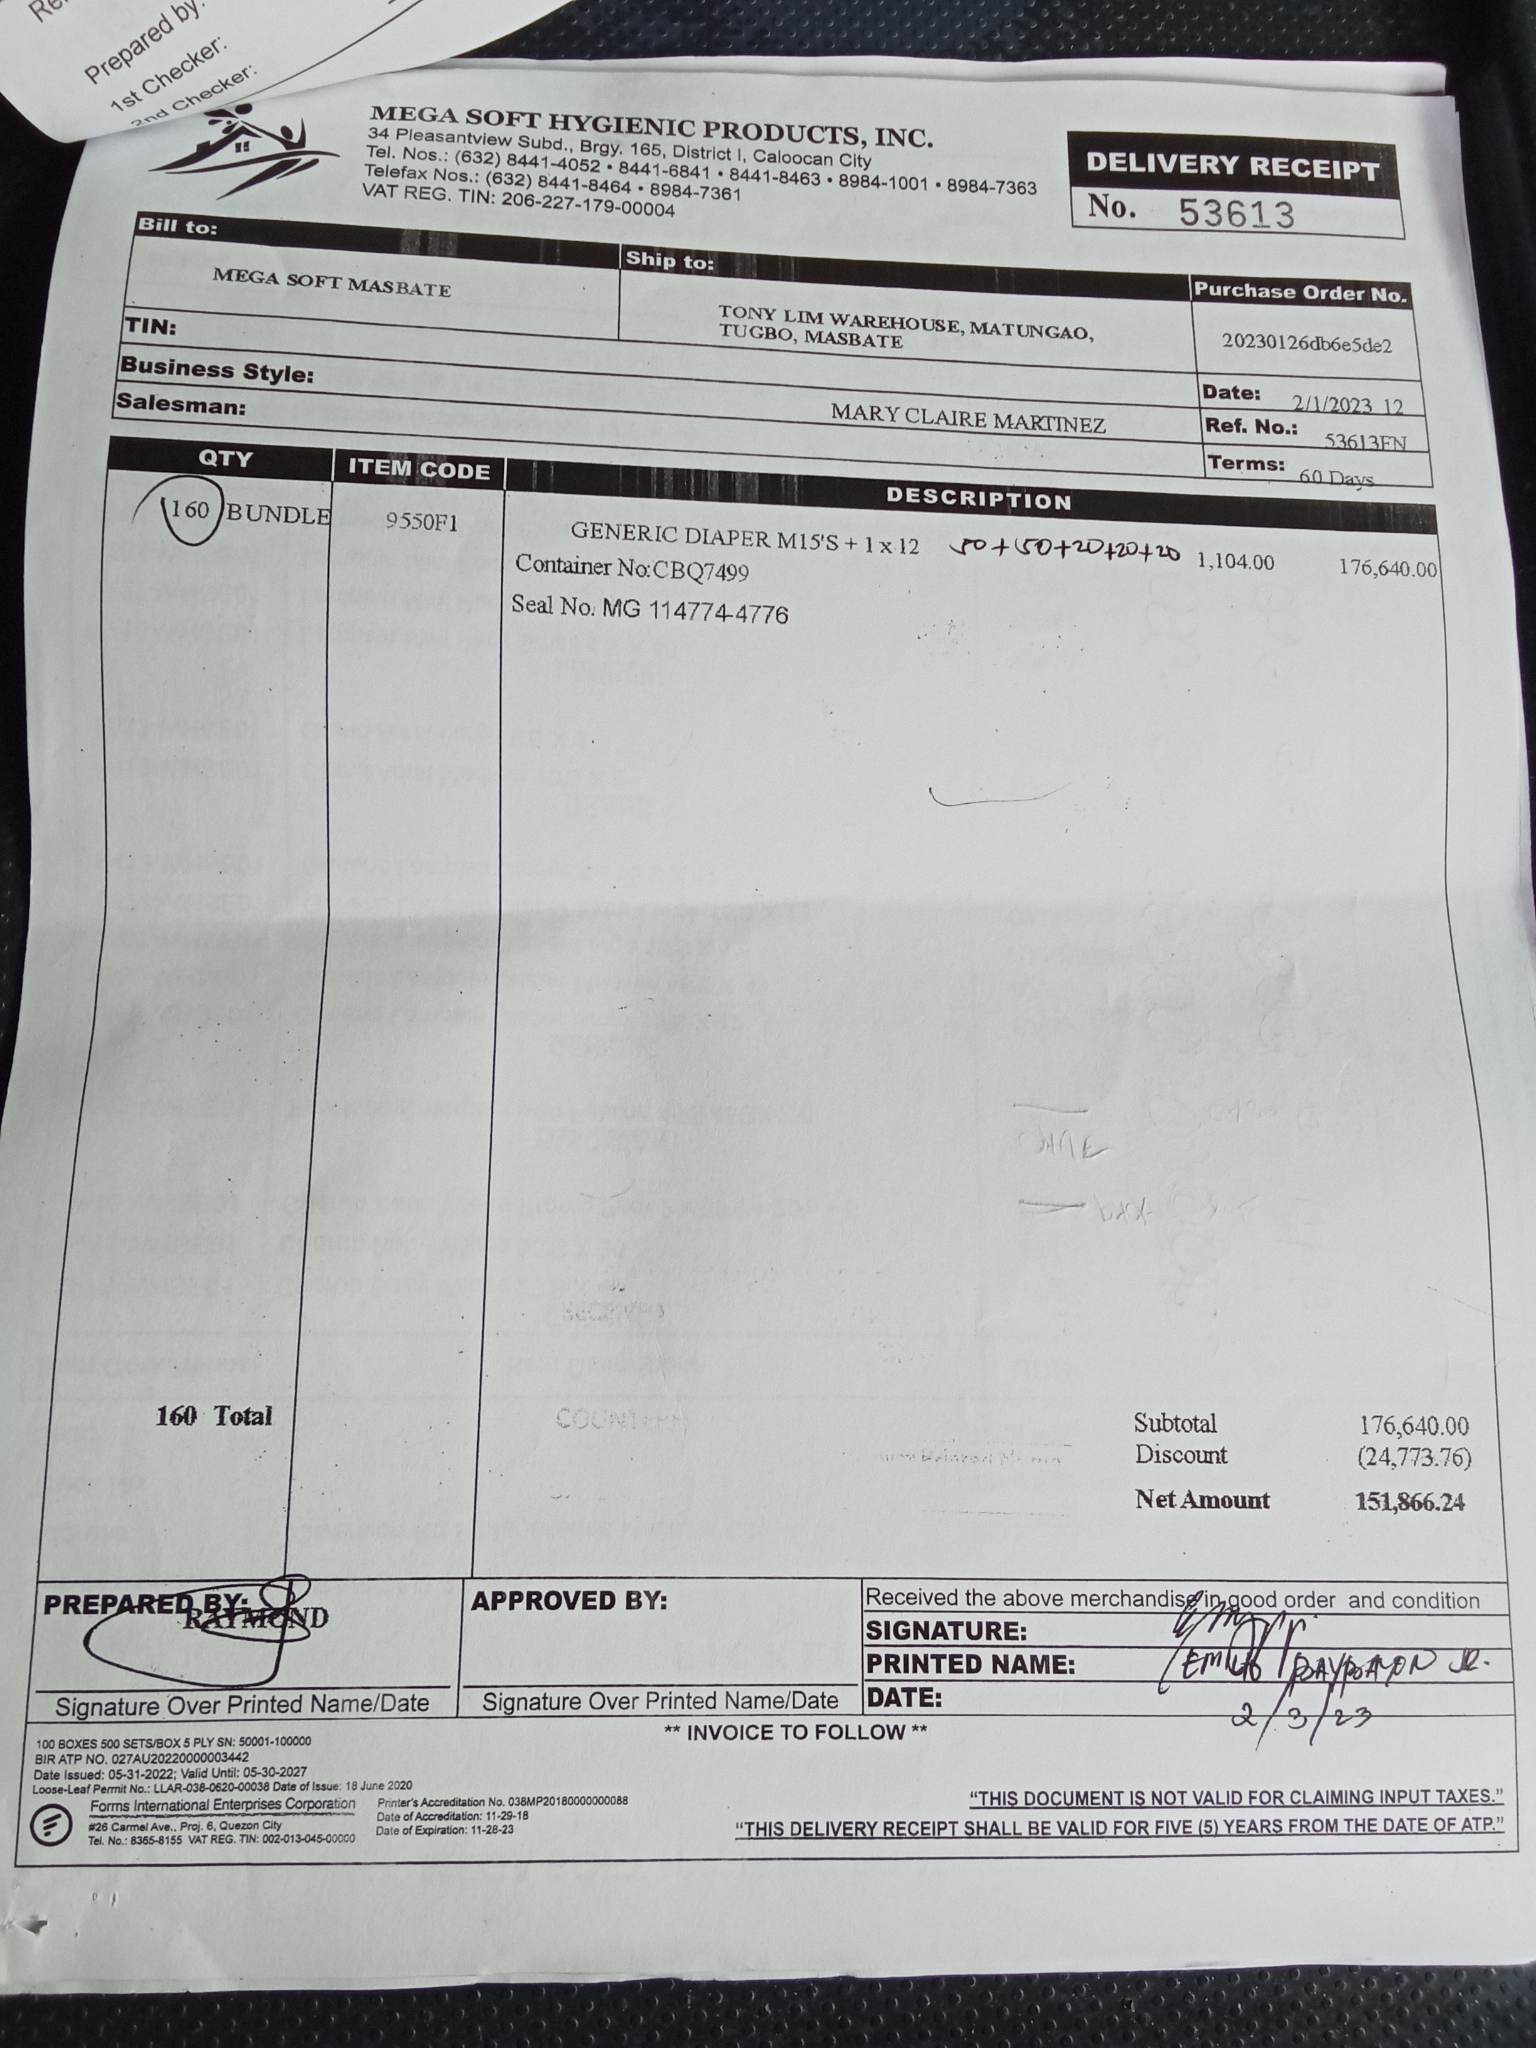 Prepared by:
1st Checker:
2nd Checker:
MEGA SOFT HYGIENIC PRODUCTS, INC.
34 Pleasantview Subd., Brgy. 165, District I, Caloocan City
Tel. Nos.: (632) 8441-4052 • 8441-6841 • 8441-8463 • 8984-1001 • 8984-7363
Telefax Nos.: (632) 8441-8464 • 8984-7361
VAT REG. TIN: 206-227-179-00004
DELIVERY RECEIPT
No. 53613
Bill to:
MEGA SOFT MASBATE
Ship to:
TONY LIM WAREHOUSE, MATUNGAO,
TUGBO, MASBATE
Purchase Order No.
20230126db6e5de2
TIN:
Business Style:
Salesman: MARY CLAIRE MARTINEZ
Date: 2/1/2023 12
Ref. No.: 53613FN
Terms: 60 Days
QTY ITEM CODE DESCRIPTION
160 BUNDLE 9550F1 GENERIC DIAPER M15'S + 1 x 12 50+50+20+20+20 1,104.00 176,640.00
Container No:CBQ7499
Seal No. MG 114774-4776
160 Total
Subtotal 176,640.00
Discount (24,773.76)
Net Amount 151,866.24
PREPARED BY:
RAYMOND
Signature Over Printed Name/Date
APPROVED BY:
Signature Over Printed Name/Date
Received the above merchandise in good order and condition
SIGNATURE:
PRINTED NAME: EMILIO BAYBAYON JR.
DATE: 2/3/23
** INVOICE TO FOLLOW **
100 BOXES 500 SETS/BOX 5 PLY SN: 50001-100000
BIR ATP NO. 027AU20220000003442
Date Issued: 05-31-2022; Valid Until: 05-30-2027
Loose-Leaf Permit No.: LLAR-038-0620-00038 Date of Issue: 18 June 2020
Forms International Enterprises Corporation
#26 Carmel Ave., Proj. 6, Quezon City
Tel. No.: 8365-8155 VAT REG. TIN: 002-013-045-00000
Printer's Accreditation No. 038MP20180000000088
Date of Accreditation: 11-29-18
Date of Expiration: 11-28-23
"THIS DOCUMENT IS NOT VALID FOR CLAIMING INPUT TAXES."
"THIS DELIVERY RECEIPT SHALL BE VALID FOR FIVE (5) YEARS FROM THE DATE OF ATP."